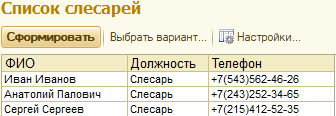 Список слесарей
Сформировать Выбрать вариант... Настройки...
ФИО Должность Телефон
Иван Иванов Слесарь +7(543)562-46-26
Анатолий Палович Слесарь +7(243)252-34-65
Сергей Сергеев Слесарь +7(215)412-52-35